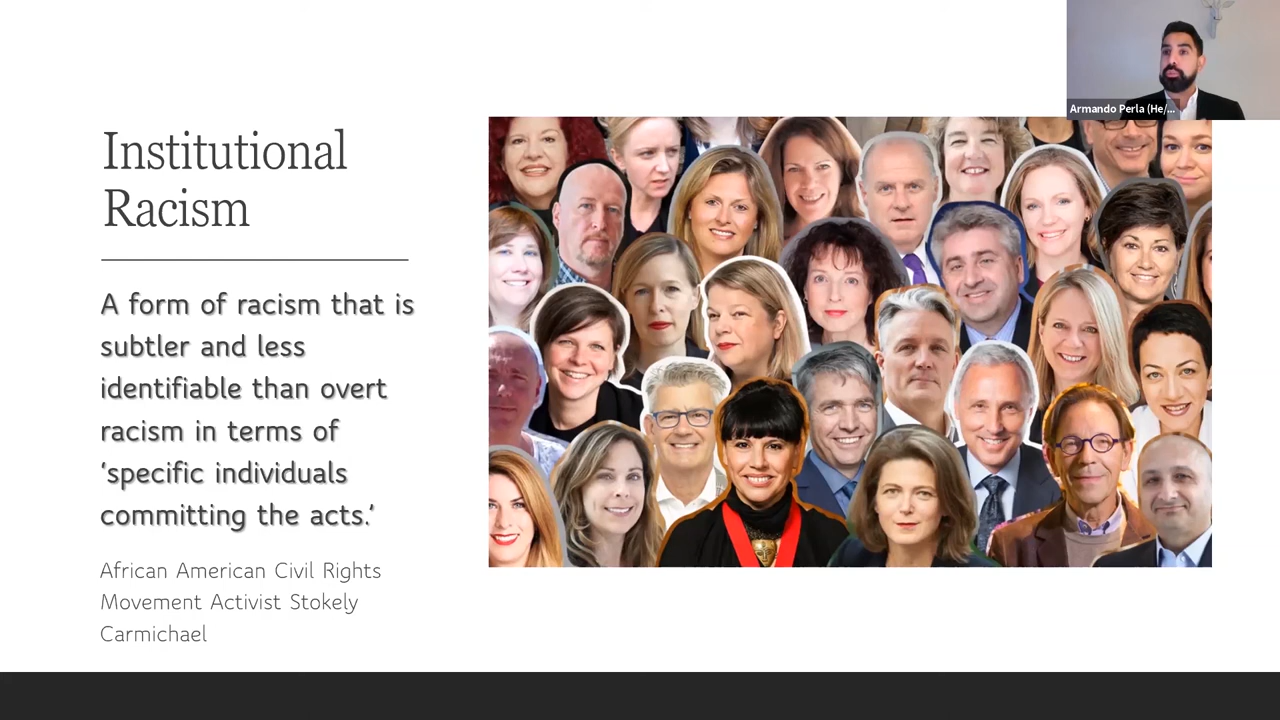 Armando Perla (He/...
Institutional
Racism
A form of racism that is
subtler and less
identifiable than overt
racism in terms of
‘specific individuals
committing the acts.’
African American Civil Rights
Movement Activist Stokely
Carmichael